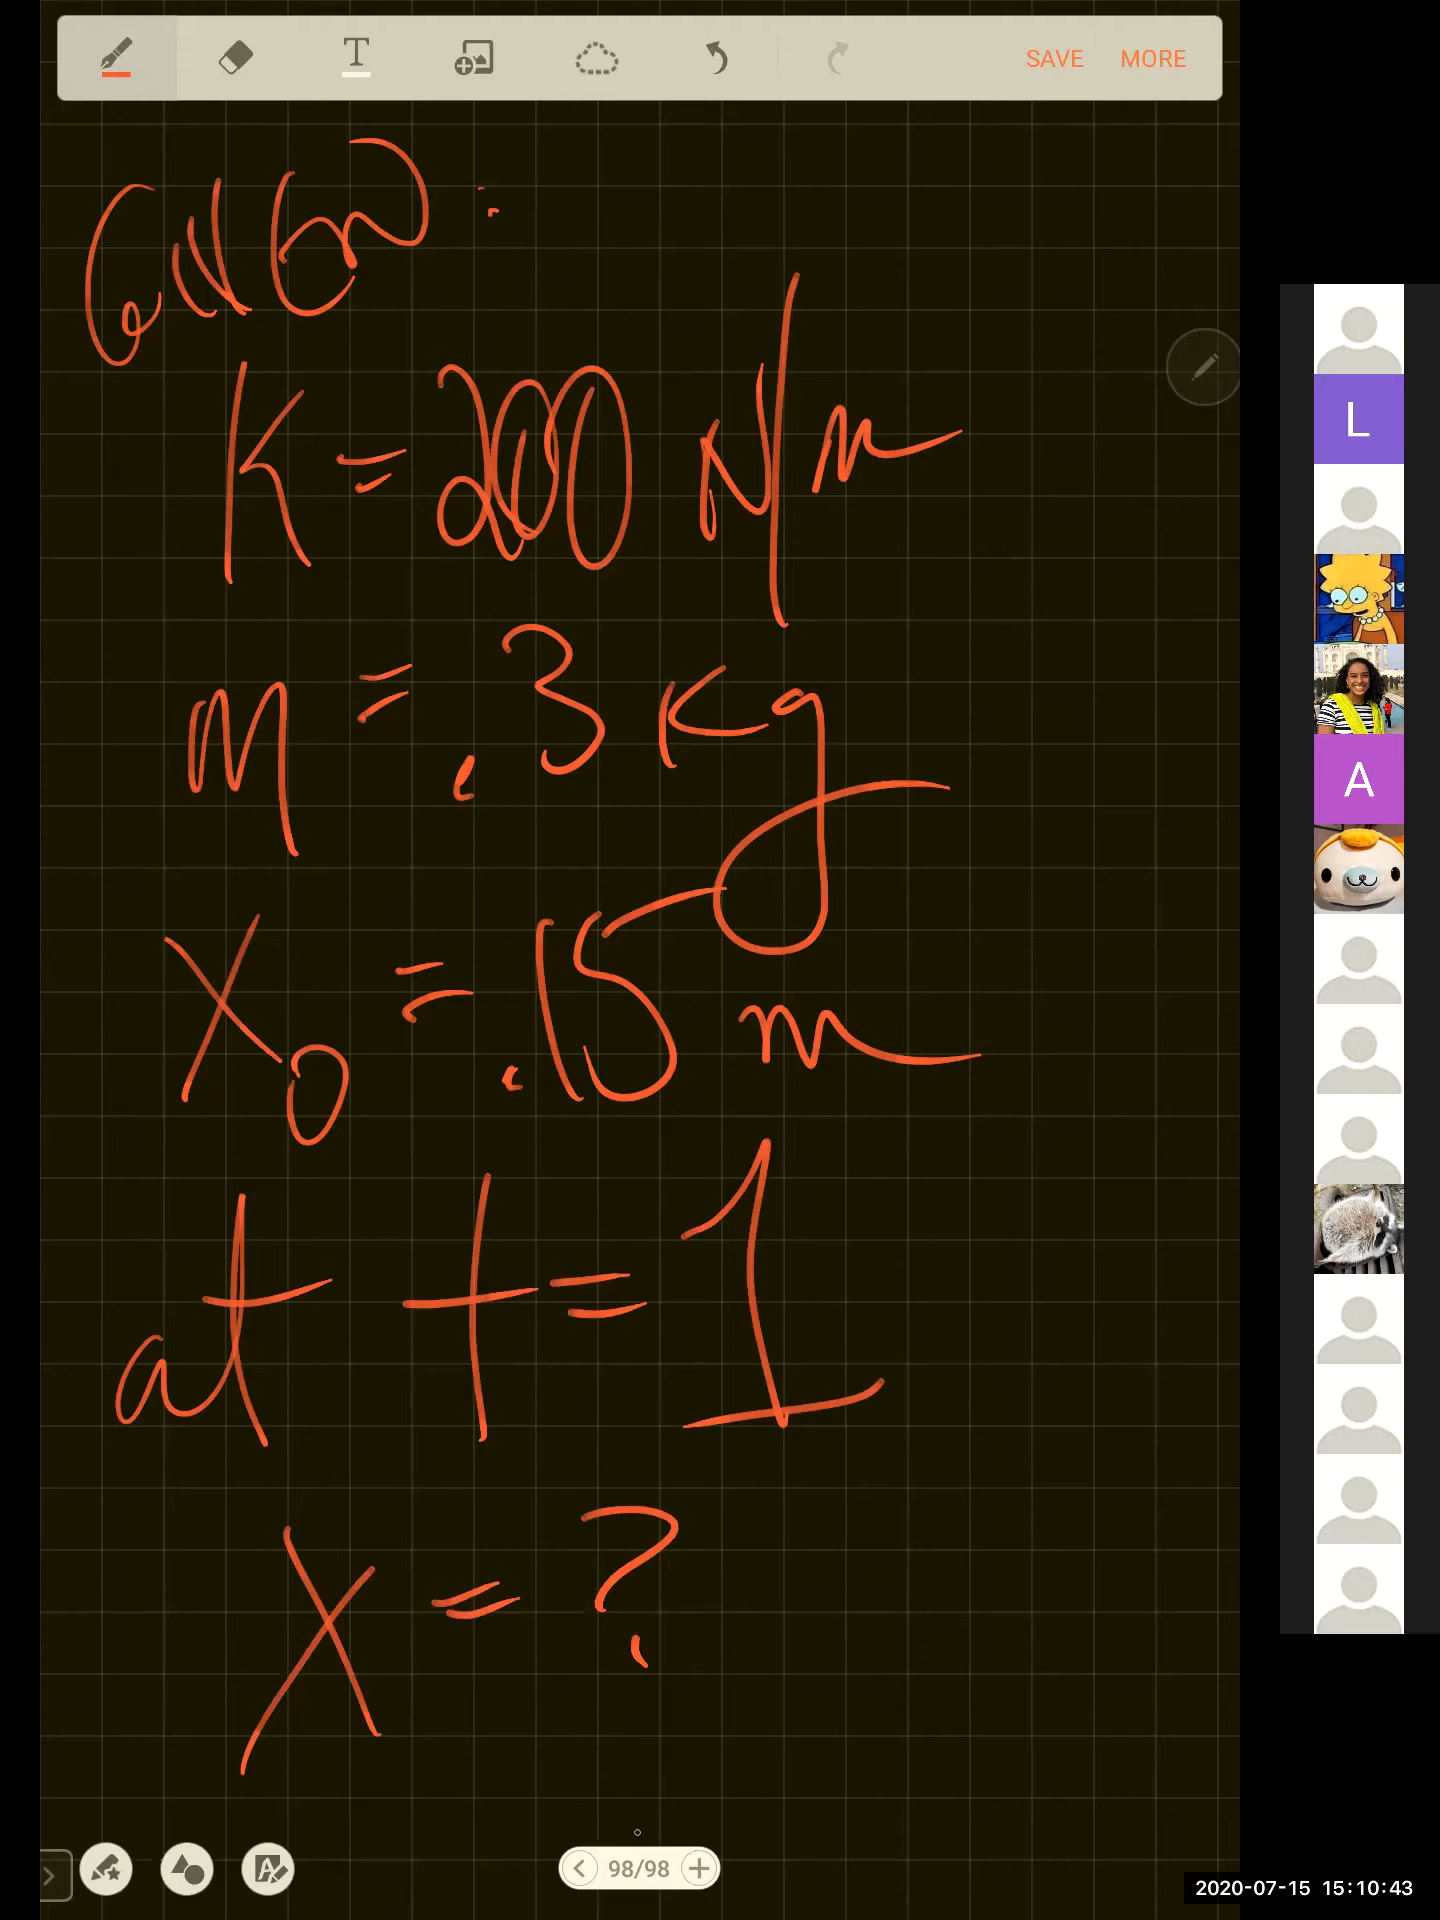 SAVE MORE
Given:
K = 200 N/m
L
m = .3 Kg
A
X₀ = .15 m
at t = 1
X = ?
98/98
2020-07-15 15:10:43